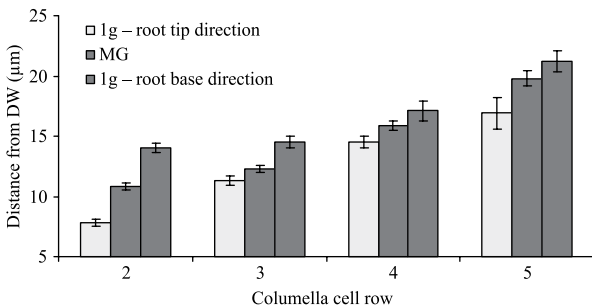 25
20
15
10
5
Distance from DW (µm)
1g – root tip direction
MG
1g – root base direction
2 3 4 5
Columella cell row